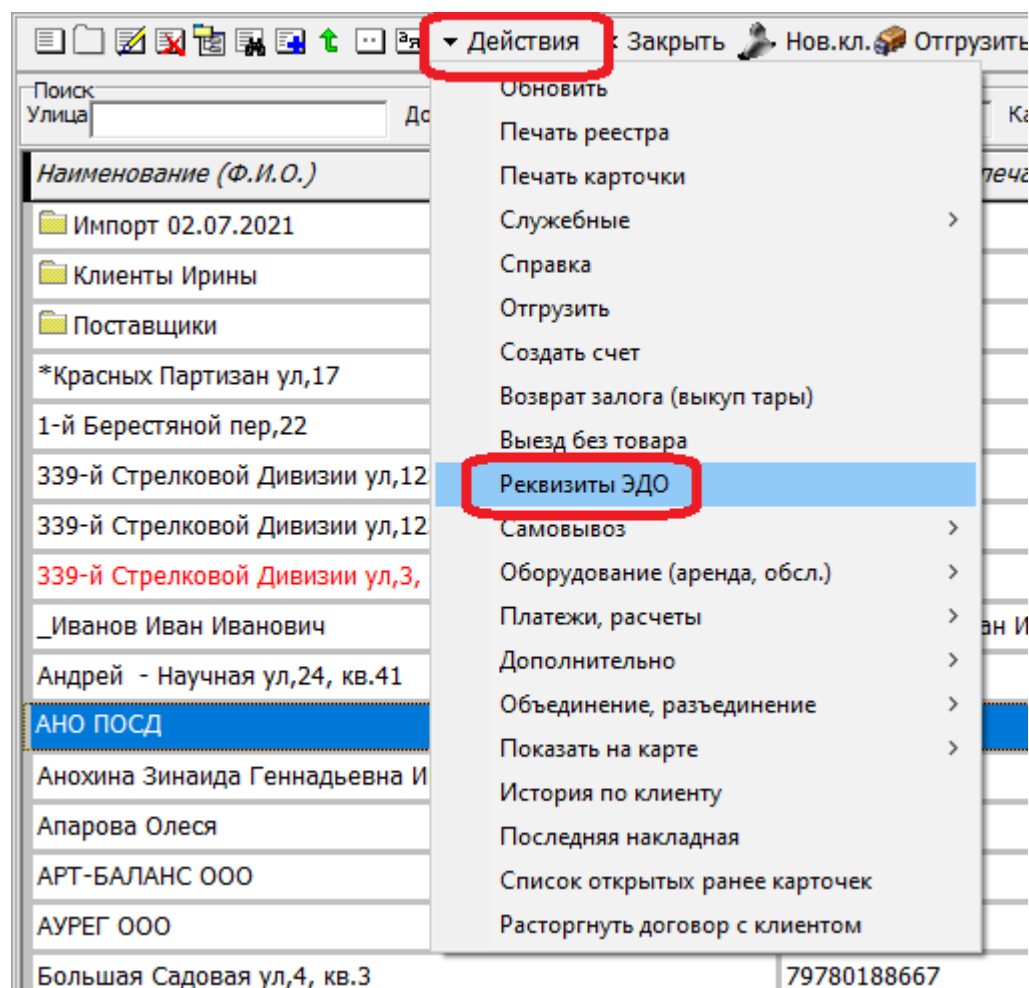 Действия Закрыть Нов.кл. Отгрузить
Поиск
Улица
Наименование (Ф.И.О.)
Импорт 02.07.2021
Клиенты Ирины
Поставщики
*Красных Партизан ул,17
1-й Берестяной пер,22
339-й Стрелковой Дивизии ул,12
339-й Стрелковой Дивизии ул,12
339-й Стрелковой Дивизии ул,3,
_Иванов Иван Иванович
Андрей - Научная ул,24, кв.41
АНО ПОСД
Анохина Зинаида Геннадьевна И
Апарова Олеся
АРТ-БАЛАНС ООО
АУРЕГ ООО
Большая Садовая ул,4, кв.3 79780188667
Обновить
Печать реестра
Печать карточки
Служебные
Справка
Отгрузить
Создать счет
Возврат залога (выкуп тары)
Выезд без товара
Реквизиты ЭДО
Самовывоз
Оборудование (аренда, обсл.)
Платежи, расчеты
Дополнительно
Объединение, разъединение
Показать на карте
История по клиенту
Последняя накладная
Список открытых ранее карточек
Расторгнуть договор с клиентом